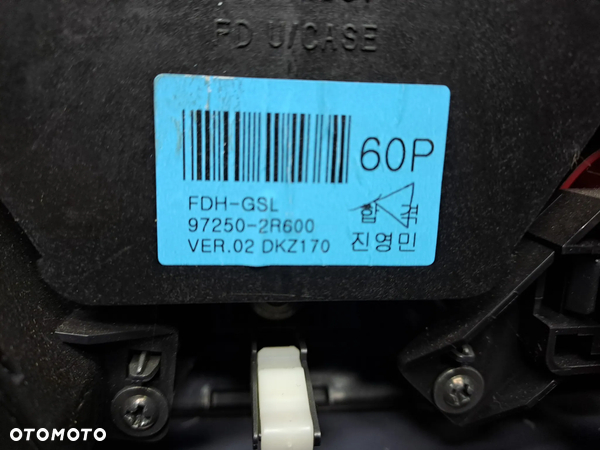 FD U/CASE
60P
FDH-GSL
합격
97250-2R600
VER.02 DKZ170 진영민
OTOMOTO